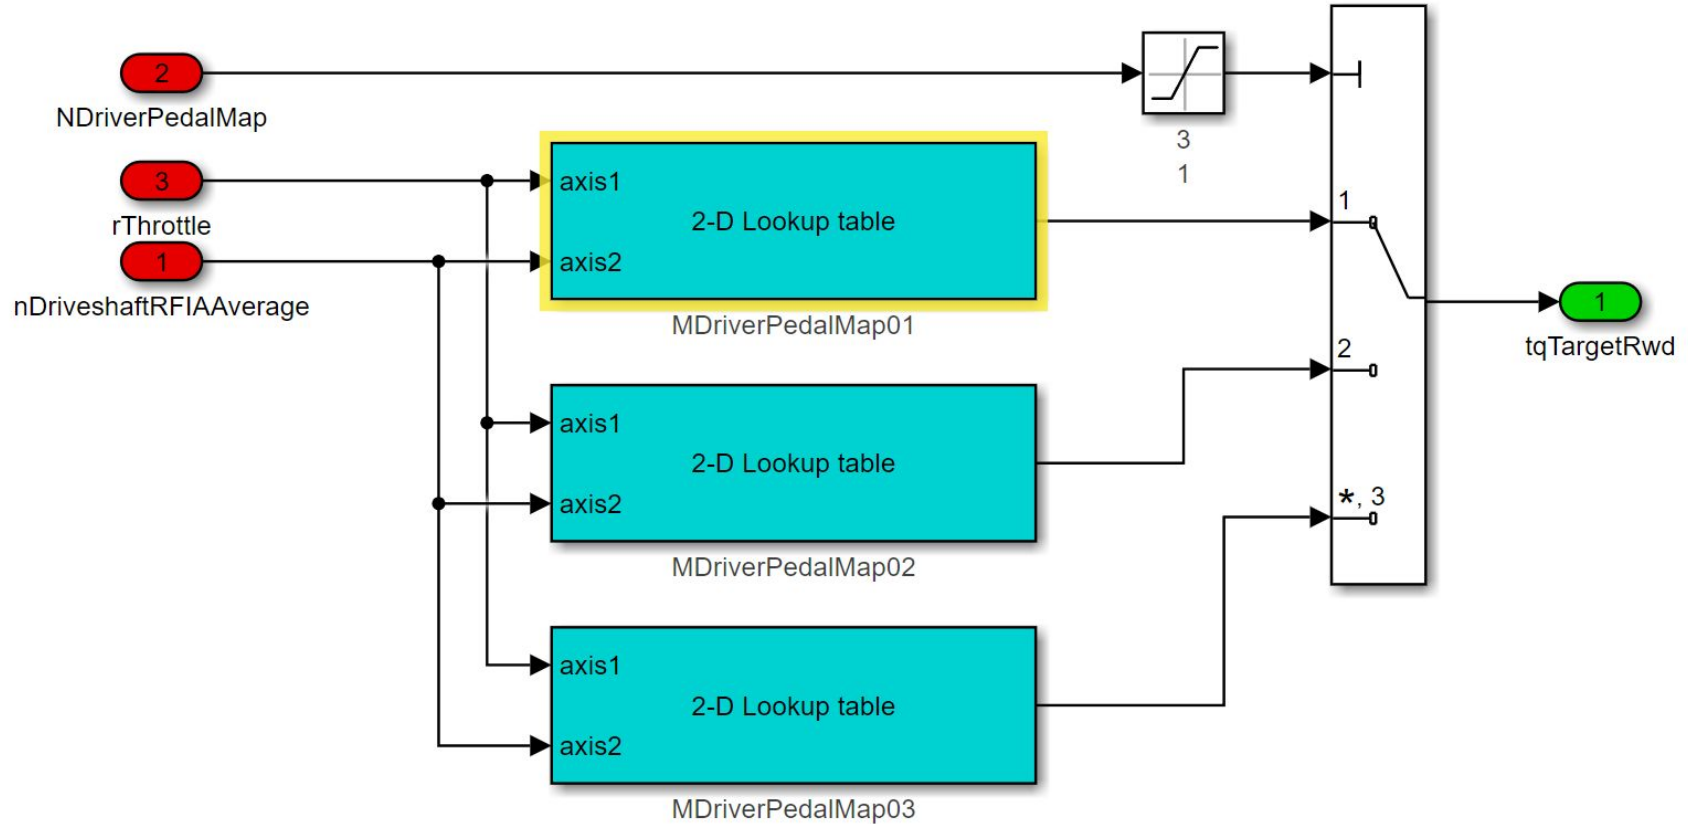 2
NDriverPedalMap
3
rThrottle
1
nDriveshaftRFIAAverage
axis1
2-D Lookup table
axis2
MDriverPedalMap01
axis1
2-D Lookup table
axis2
MDriverPedalMap02
axis1
2-D Lookup table
axis2
MDriverPedalMap03
3
1
1
2
*, 3
1
tqTargetRwd